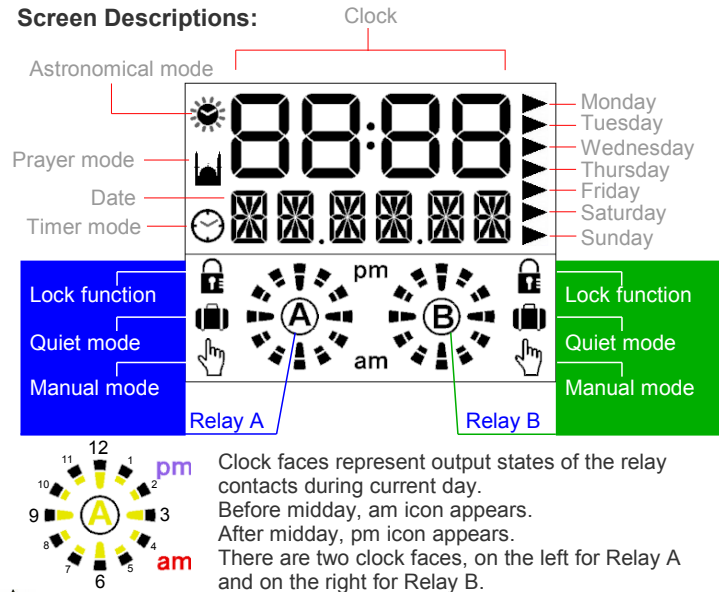 Screen Descriptions:
Clock
Astronomical mode
Prayer mode
Date
Timer mode
88:88
Monday
Tuesday
Wednesday
Thursday
Friday
Saturday
Sunday
Lock function
Quiet mode
Manual mode
A
pm
am
B
Lock function
Quiet mode
Manual mode
Relay A
Relay B
12
11 1
10 2
9 A 3
8 4
7 5
6
pm
am
Clock faces represent output states of the relay
contacts during current day.
Before midday, am icon appears.
After midday, pm icon appears.
There are two clock faces, on the left for Relay A
and on the right for Relay B.